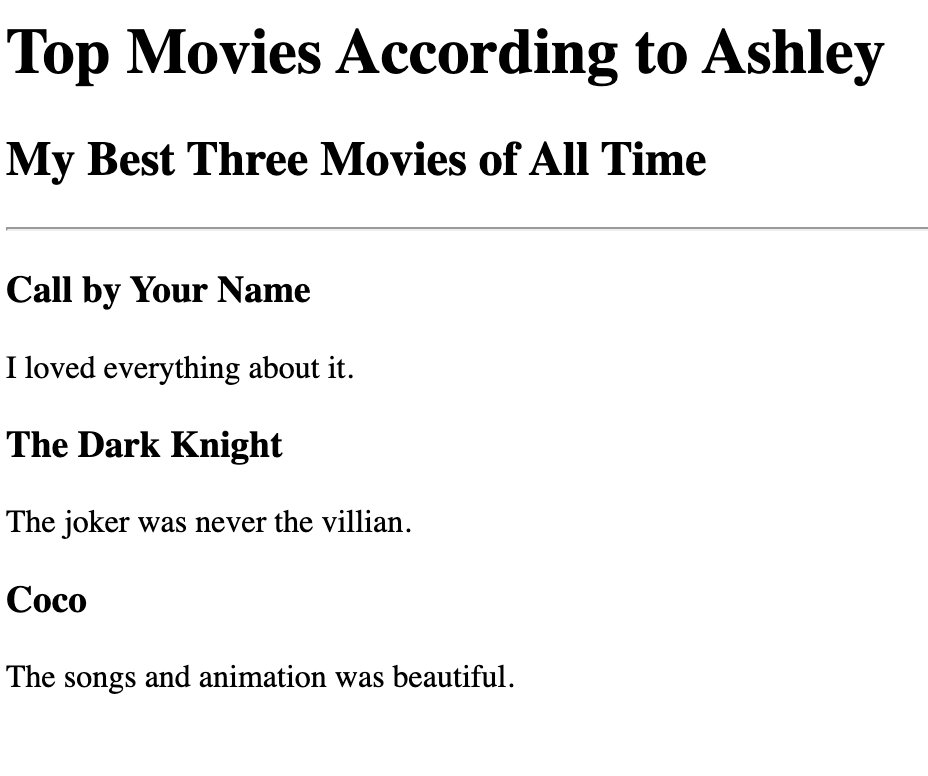 Top Movies According to Ashley
My Best Three Movies of All Time
Call by Your Name
I loved everything about it.
The Dark Knight
The joker was never the villian.
Coco
The songs and animation was beautiful.